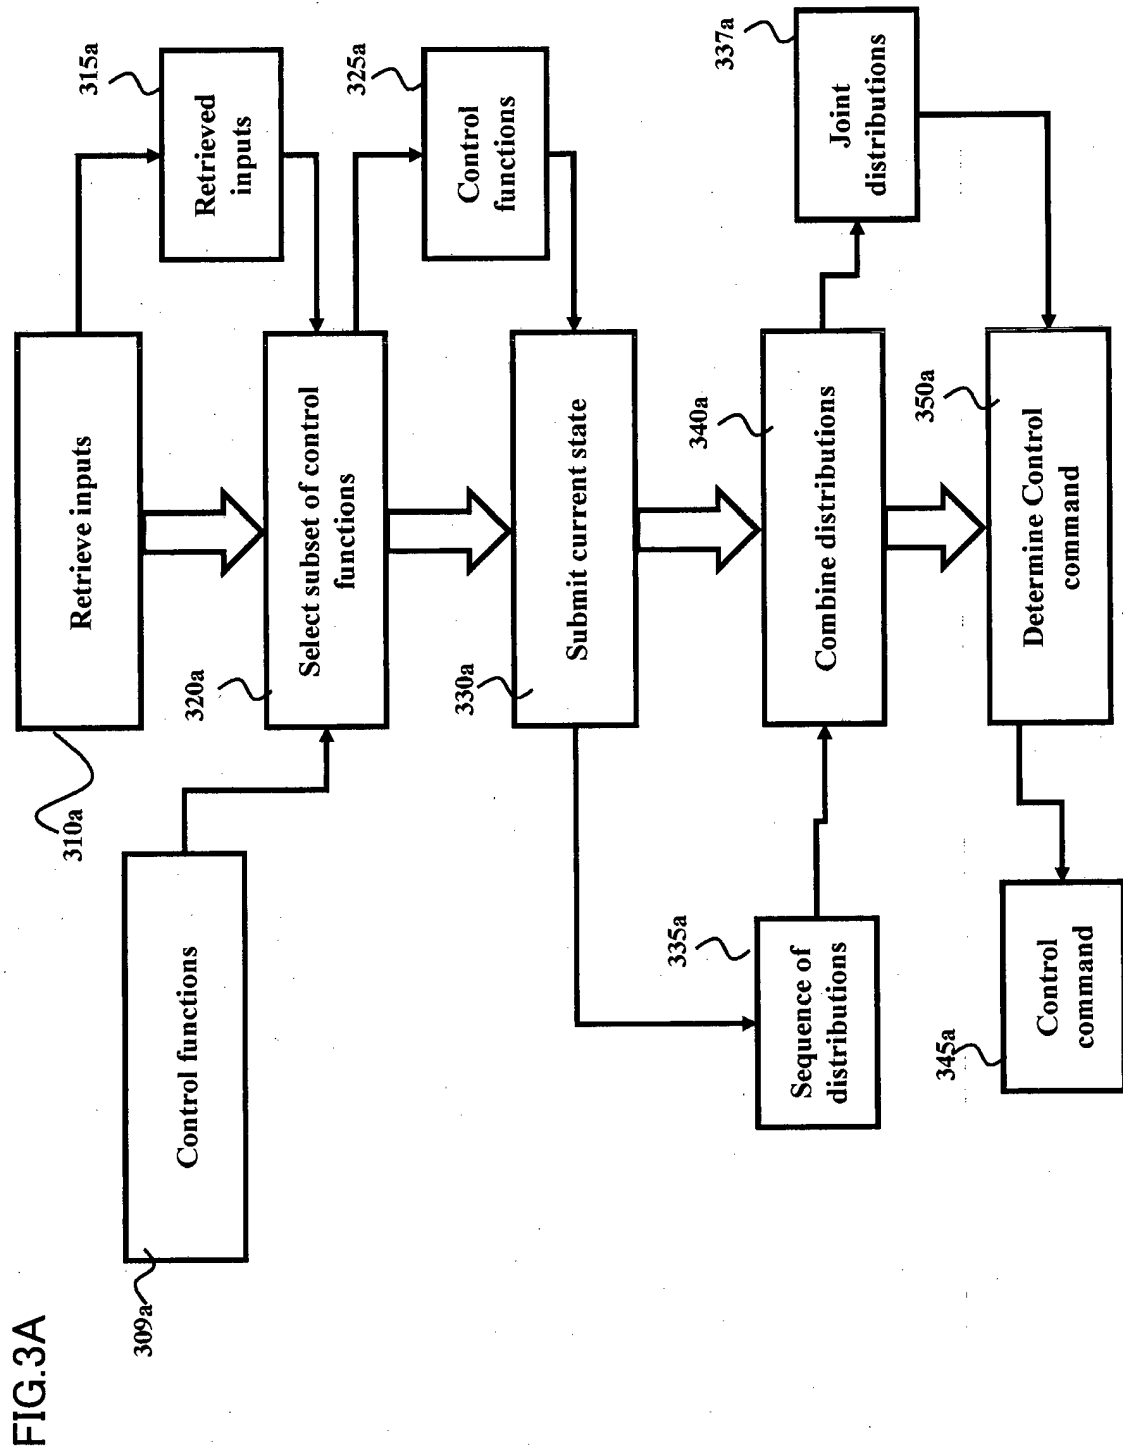 FIG.3A
310a
Retrieve inputs
315a
Retrieved
inputs
309a
Control functions
320a
Select subset of control
functions
325a
Control
functions
330a
Submit current state
335a
Sequence of
distributions
340a
Combine distributions
337a
Joint
distributions
350a
Determine Control
command
345a
Control
command